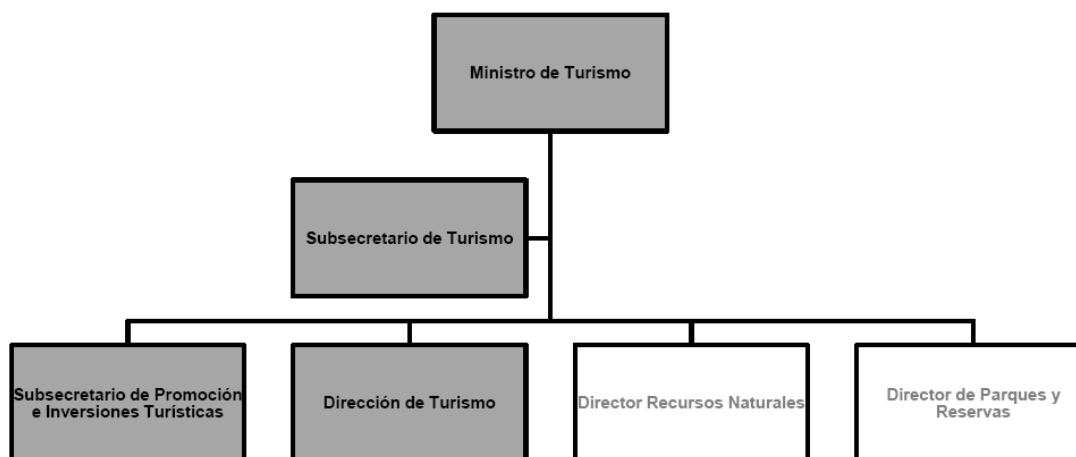 Ministro de Turismo
Subsecretario de Turismo
Subsecretario de Promoción
e Inversiones Turísticas
Dirección de Turismo
Director Recursos Naturales
Director de Parques y
Reservas